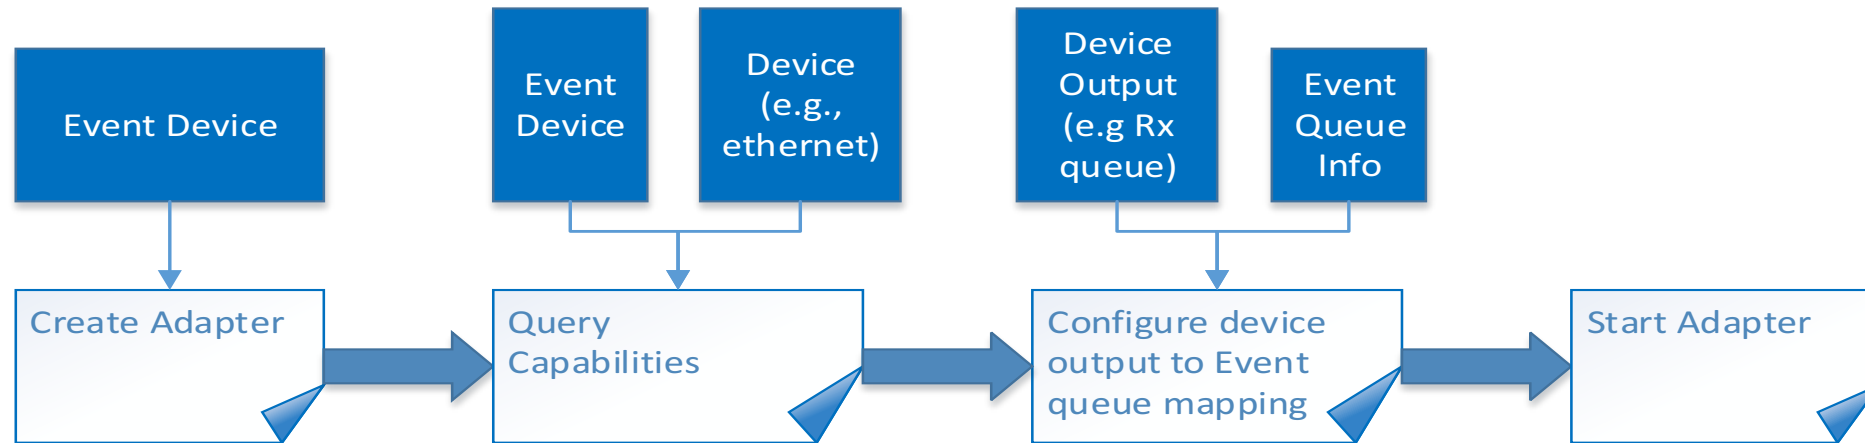 Event Device
Event
Device
Device
(e.g.,
ethernet)
Device
Output
(e.g Rx
queue)
Event
Queue
Info
Create Adapter
Query
Capabilities
Configure device
output to Event
queue mapping
Start Adapter